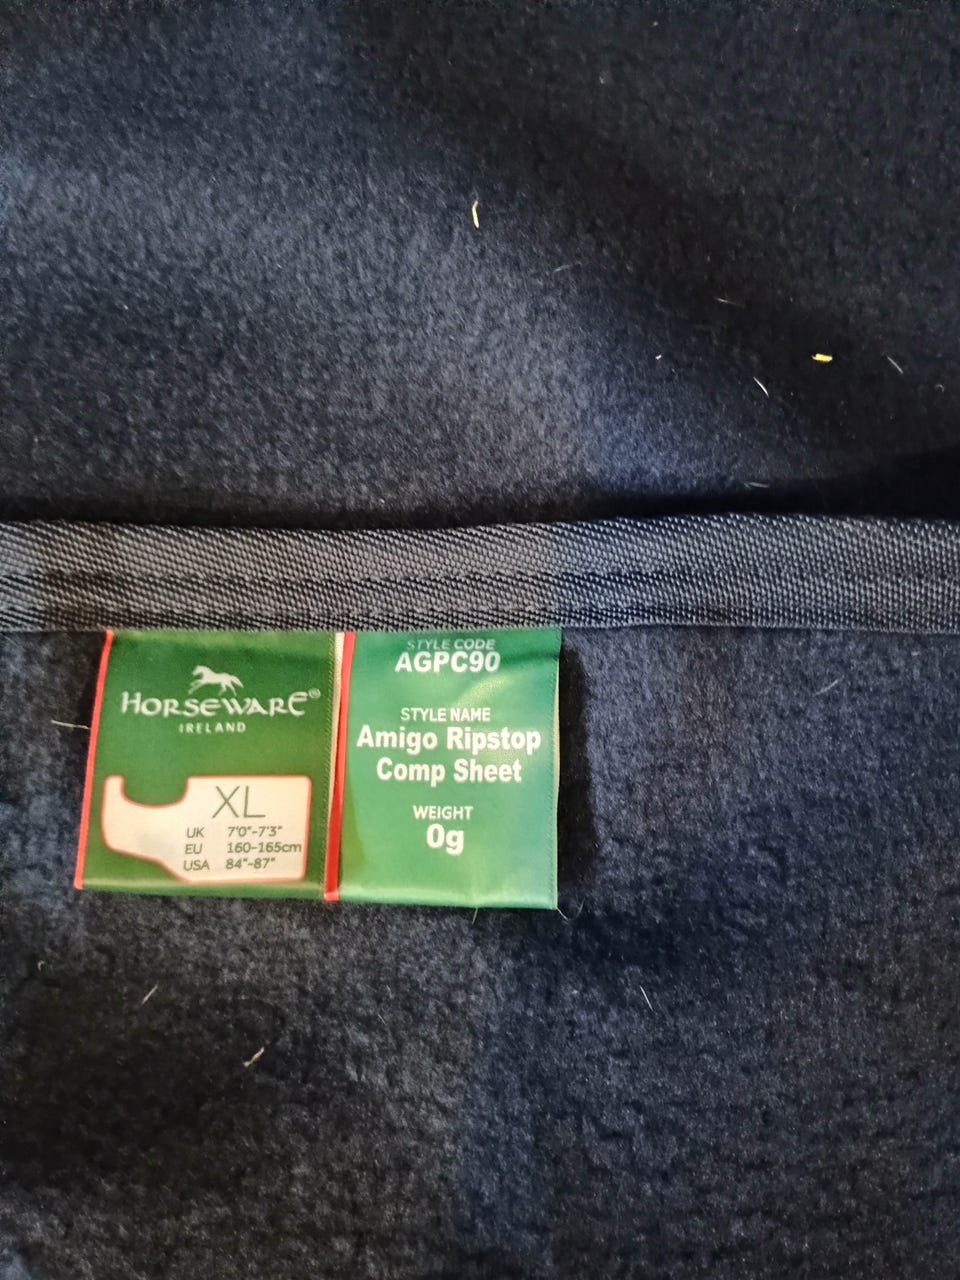 HORSEWARE®
IRELAND
XL
UK 7'0"-7'3"
EU 160-165cm
USA 84"-87"
STYLE CODE
AGPC90
STYLE NAME
Amigo Ripstop
Comp Sheet
WEIGHT
0g